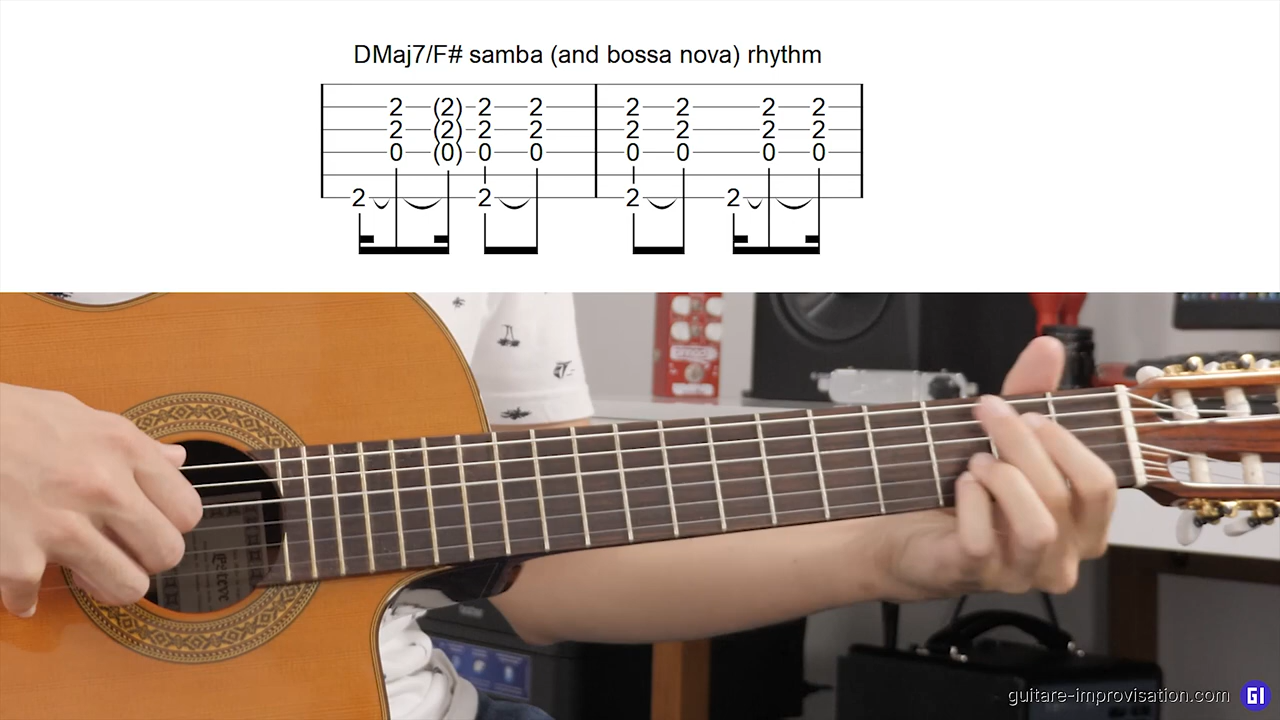 DMaj7/F# samba (and bossa nova) rhythm
2 (2) 2 2 2 2 2 2
2 (2) 2 2 2 2 2 2
0 (0) 0 0 0 0 0 0
2 2 2 2
guitare-improvisation.com GI